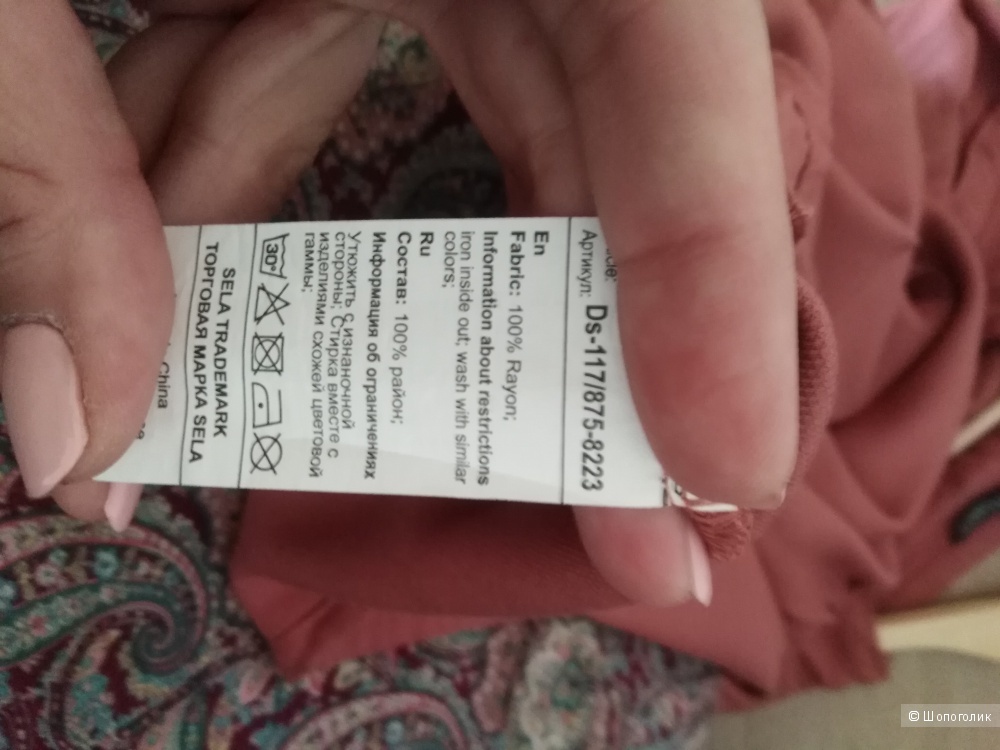 Артикул: Ds-117/875-8223
En
Fabric: 100% Rayon;
Information about restrictions
iron inside out; wash with similar
colors;
Ru
Состав: 100% район;
Информация об ограничениях
Утюжить с изнаночной
стороны; Стирка вместе с
изделиями схожей цветовой
гаммы;
30°
SELA TRADEMARK
ТОРГОВАЯ МАРКА SELA
China
© Шопоголик